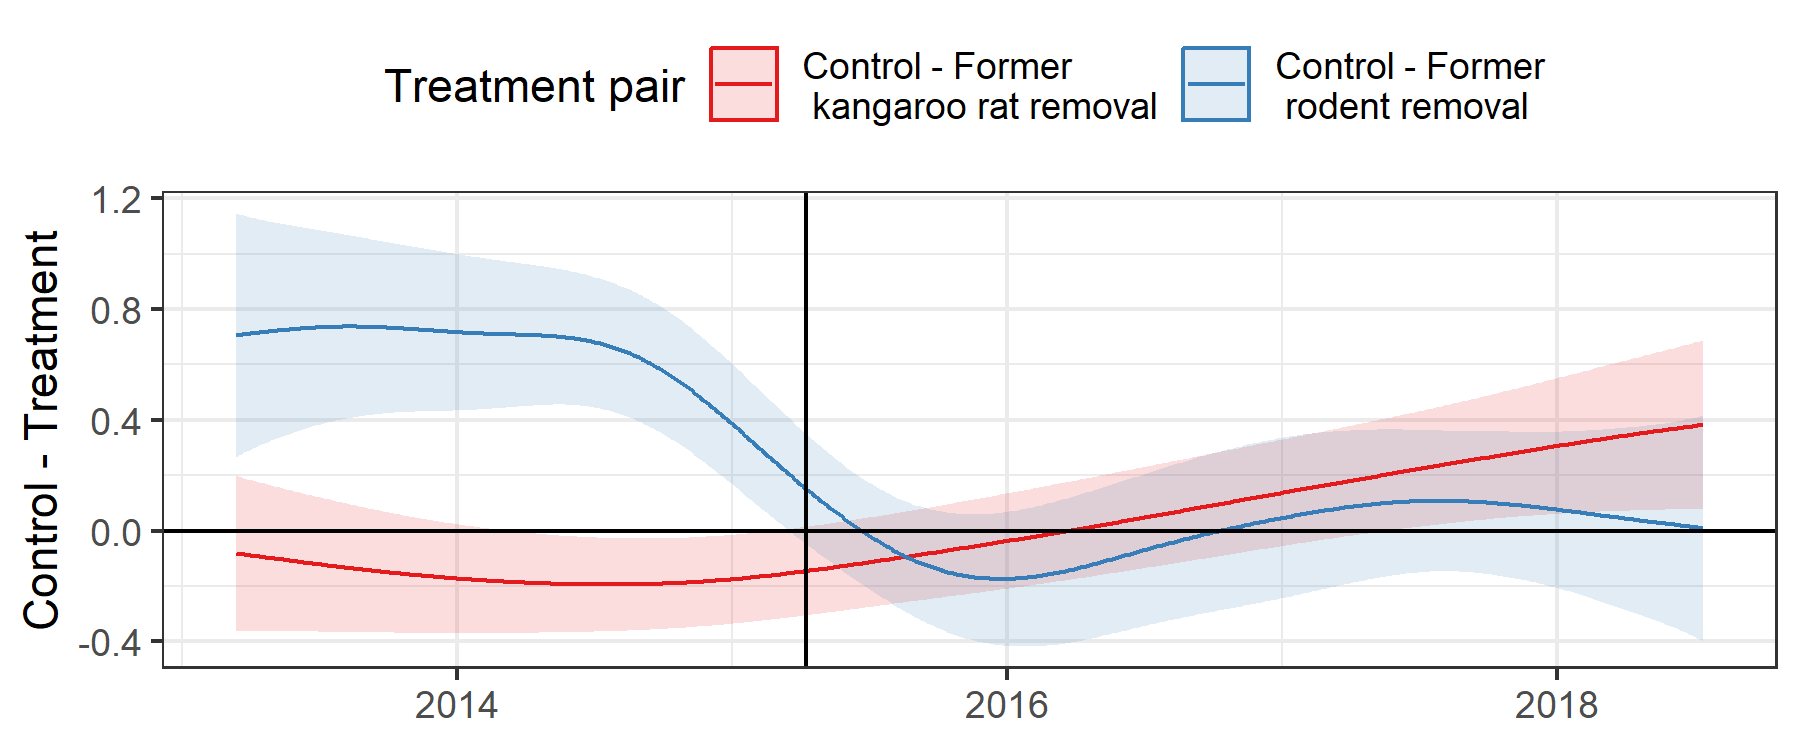 Treatment pair
Control - Former
kangaroo rat removal
Control - Former
rodent removal
Control - Treatment
1.2
0.8
0.4
0.0
-0.4
2014
2016
2018